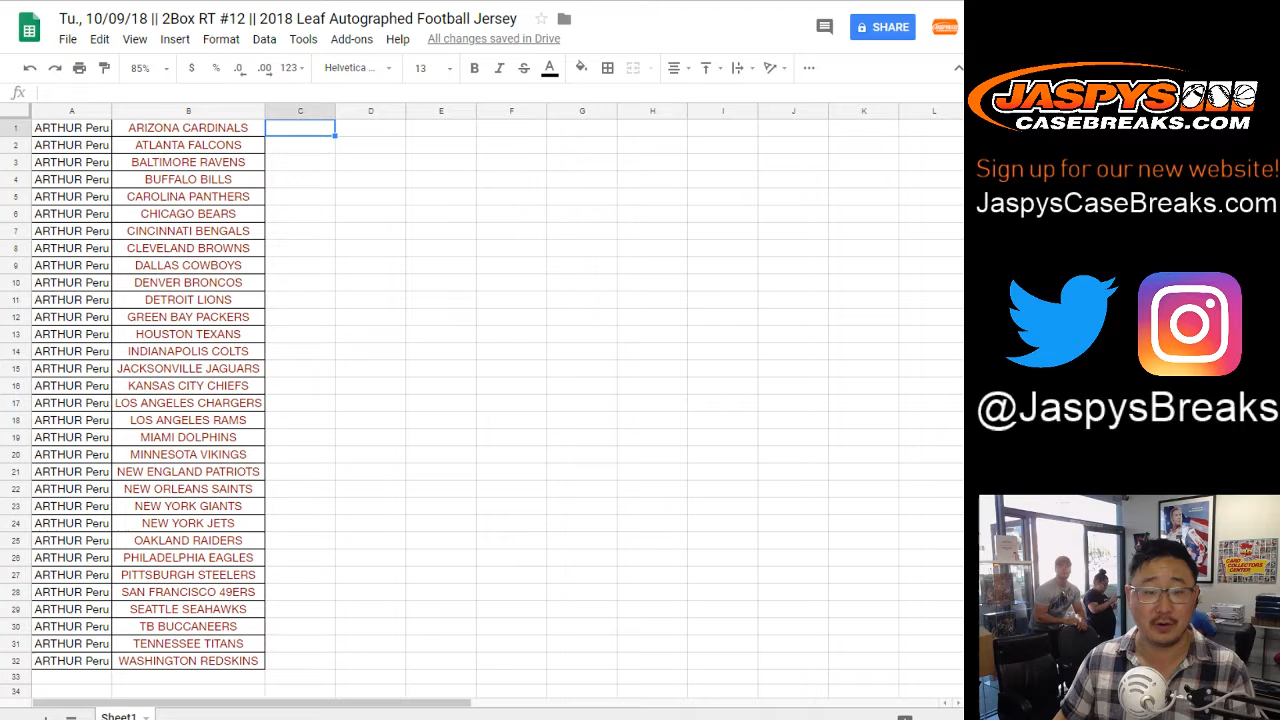 Tu., 10/09/18 || 2Box RT #12 || 2018 Leaf Autographed Football Jersey
File Edit View Insert Format Data Tools Add-ons Help All changes saved in Drive
SHARE
85% $ % .0 .00 123 Helvetica ... 13 B I S A
fx
A B C D E F G H I J K L
1 ARTHUR Peru ARIZONA CARDINALS
2 ARTHUR Peru ATLANTA FALCONS
3 ARTHUR Peru BALTIMORE RAVENS
4 ARTHUR Peru BUFFALO BILLS
5 ARTHUR Peru CAROLINA PANTHERS
6 ARTHUR Peru CHICAGO BEARS
7 ARTHUR Peru CINCINNATI BENGALS
8 ARTHUR Peru CLEVELAND BROWNS
9 ARTHUR Peru DALLAS COWBOYS
10 ARTHUR Peru DENVER BRONCOS
11 ARTHUR Peru DETROIT LIONS
12 ARTHUR Peru GREEN BAY PACKERS
13 ARTHUR Peru HOUSTON TEXANS
14 ARTHUR Peru INDIANAPOLIS COLTS
15 ARTHUR Peru JACKSONVILLE JAGUARS
16 ARTHUR Peru KANSAS CITY CHIEFS
17 ARTHUR Peru LOS ANGELES CHARGERS
18 ARTHUR Peru LOS ANGELES RAMS
19 ARTHUR Peru MIAMI DOLPHINS
20 ARTHUR Peru MINNESOTA VIKINGS
21 ARTHUR Peru NEW ENGLAND PATRIOTS
22 ARTHUR Peru NEW ORLEANS SAINTS
23 ARTHUR Peru NEW YORK GIANTS
24 ARTHUR Peru NEW YORK JETS
25 ARTHUR Peru OAKLAND RAIDERS
26 ARTHUR Peru PHILADELPHIA EAGLES
27 ARTHUR Peru PITTSBURGH STEELERS
28 ARTHUR Peru SAN FRANCISCO 49ERS
29 ARTHUR Peru SEATTLE SEAHAWKS
30 ARTHUR Peru TB BUCCANEERS
31 ARTHUR Peru TENNESSEE TITANS
32 ARTHUR Peru WASHINGTON REDSKINS
33
34
Sheet1
JASPYS
CASEBREAKS.COM
Sign up for our new website!
JaspysCaseBreaks.com
@JaspysBreaks
CARD
COLLECTORS
CENTER